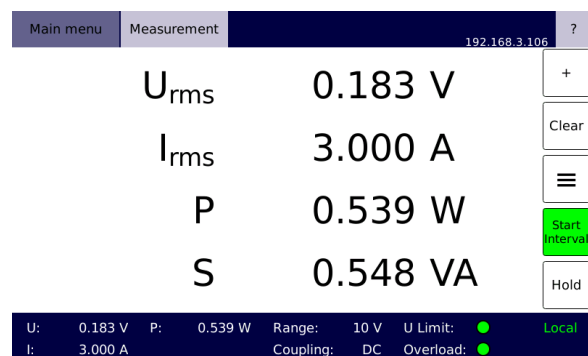 Main menu Measurement 192.168.3.106 ?
Urms 0.183 V
+
Irms 3.000 A
Clear
P 0.539 W
Start
Interval
S 0.548 VA
Hold
U: 0.183 V P: 0.539 W Range: 10 V U Limit: Local
I: 3.000 A Coupling: DC Overload: